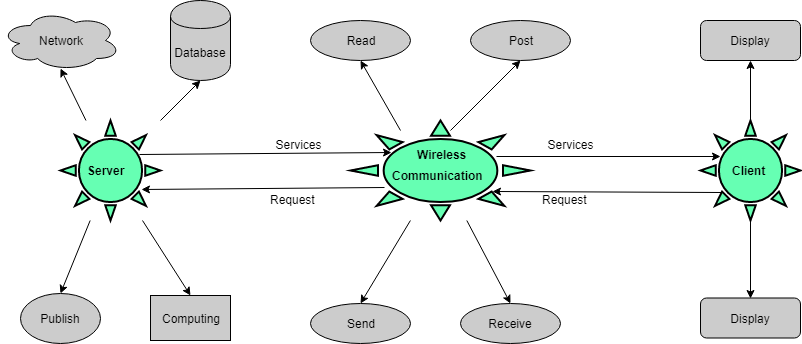 Network
Database
Read
Post
Display
Services
Services
Server
Wireless
Communication
Client
Request
Request
Publish
Computing
Send
Receive
Display